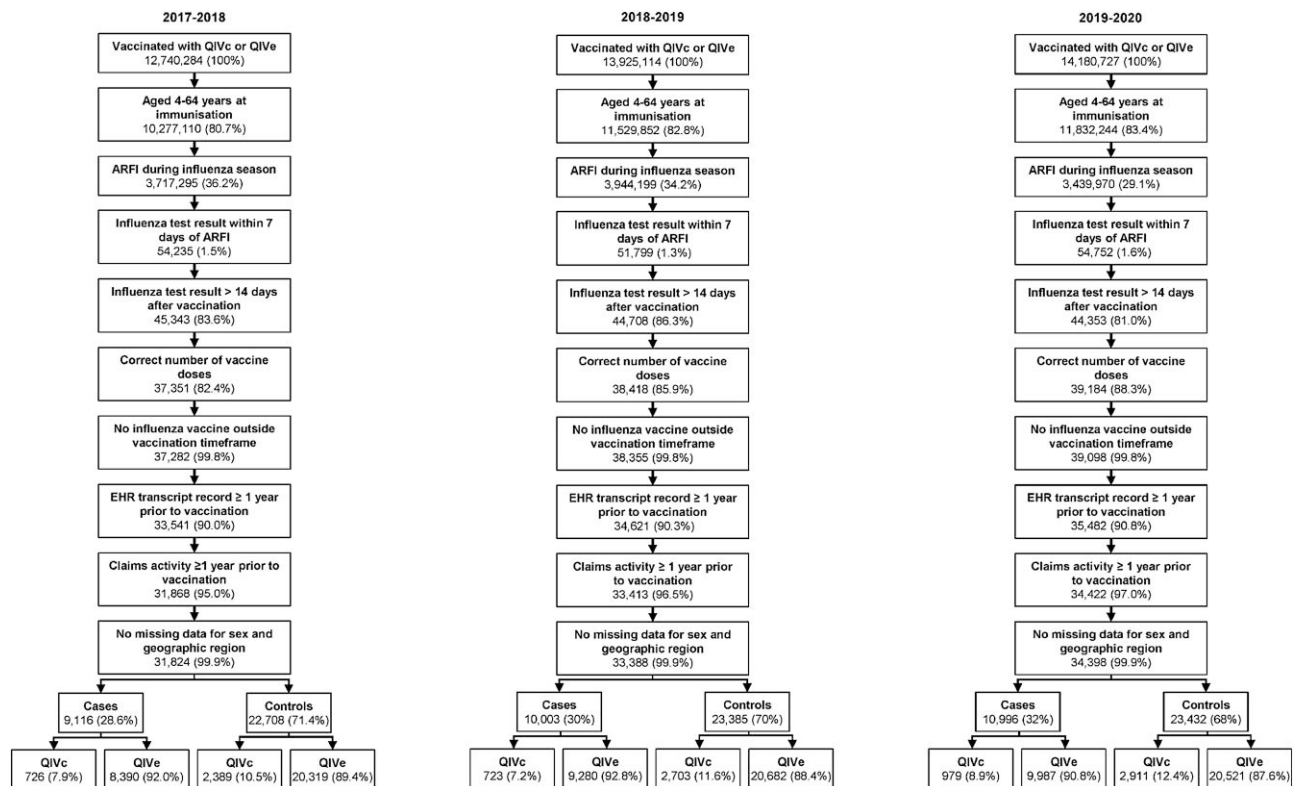 2017-2018
Vaccinated with QIVc or QIVe
12,740,284 (100%)
Aged 4-64 years at
immunisation
10,277,110 (80.7%)
ARFI during influenza season
3,717,295 (36.2%)
Influenza test result within 7
days of ARFI
54,235 (1.5%)
Influenza test result > 14 days
after vaccination
45,343 (83.6%)
Correct number of vaccine
doses
37,351 (82.4%)
No influenza vaccine outside
vaccination timeframe
37,282 (99.8%)
EHR transcript record ≥ 1 year
prior to vaccination
33,541 (90.0%)
Claims activity ≥1 year prior to
vaccination
31,868 (95.0%)
No missing data for sex and
geographic region
31,824 (99.9%)
Cases
9,116 (28.6%)
Controls
22,708 (71.4%)
QIVc
726 (7.9%)
QIVe
8,390 (92.0%)
QIVc
2,389 (10.5%)
QIVe
20,319 (89.4%)
2018-2019
Vaccinated with QIVc or QIVe
13,925,114 (100%)
Aged 4-64 years at
immunisation
11,529,852 (82.8%)
ARFI during influenza season
3,944,199 (34.2%)
Influenza test result within 7
days of ARFI
51,799 (1.3%)
Influenza test result > 14 days
after vaccination
44,708 (86.3%)
Correct number of vaccine
doses
38,418 (85.9%)
No influenza vaccine outside
vaccination timeframe
38,355 (99.8%)
EHR transcript record ≥ 1 year
prior to vaccination
34,621 (90.3%)
Claims activity ≥ 1 year prior
to vaccination
33,413 (96.5%)
No missing data for sex and
geographic region
33,388 (99.9%)
Cases
10,003 (30%)
Controls
23,385 (70%)
QIVc
723 (7.2%)
QIVe
9,280 (92.8%)
QIVc
2,703 (11.6%)
QIVe
20,682 (88.4%)
2019-2020
Vaccinated with QIVc or QIVe
14,180,727 (100%)
Aged 4-64 years at
immunisation
11,832,244 (83.4%)
ARFI during influenza season
3,439,970 (29.1%)
Influenza test result within 7
days of ARFI
54,752 (1.6%)
Influenza test result > 14 days
after vaccination
44,353 (81.0%)
Correct number of vaccine
doses
39,184 (88.3%)
No influenza vaccine outside
vaccination timeframe
39,098 (99.8%)
EHR transcript record ≥ 1 year
prior to vaccination
35,482 (90.8%)
Claims activity ≥ 1 year prior
to vaccination
34,422 (97.0%)
No missing data for sex and
geographic region
34,398 (99.9%)
Cases
10,996 (32%)
Controls
23,432 (68%)
QIVc
979 (8.9%)
QIVe
9,987 (90.8%)
QIVc
2,911 (12.4%)
QIVe
20,521 (87.6%)